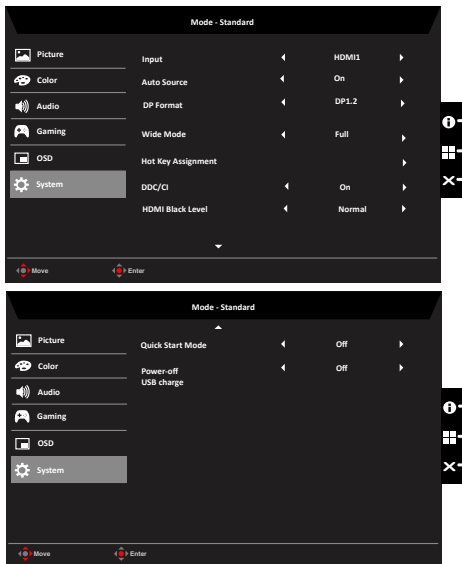 Mode - Standard
Picture
Color
Audio
Gaming
OSD
System
Input HDMI1
Auto Source On
DP Format DP1.2
Wide Mode Full
Hot Key Assignment
DDC/CI On
HDMI Black Level Normal
Move Enter
Mode - Standard
Picture
Color
Audio
Gaming
OSD
System
Quick Start Mode Off
Power-off Off
USB charge
Move Enter